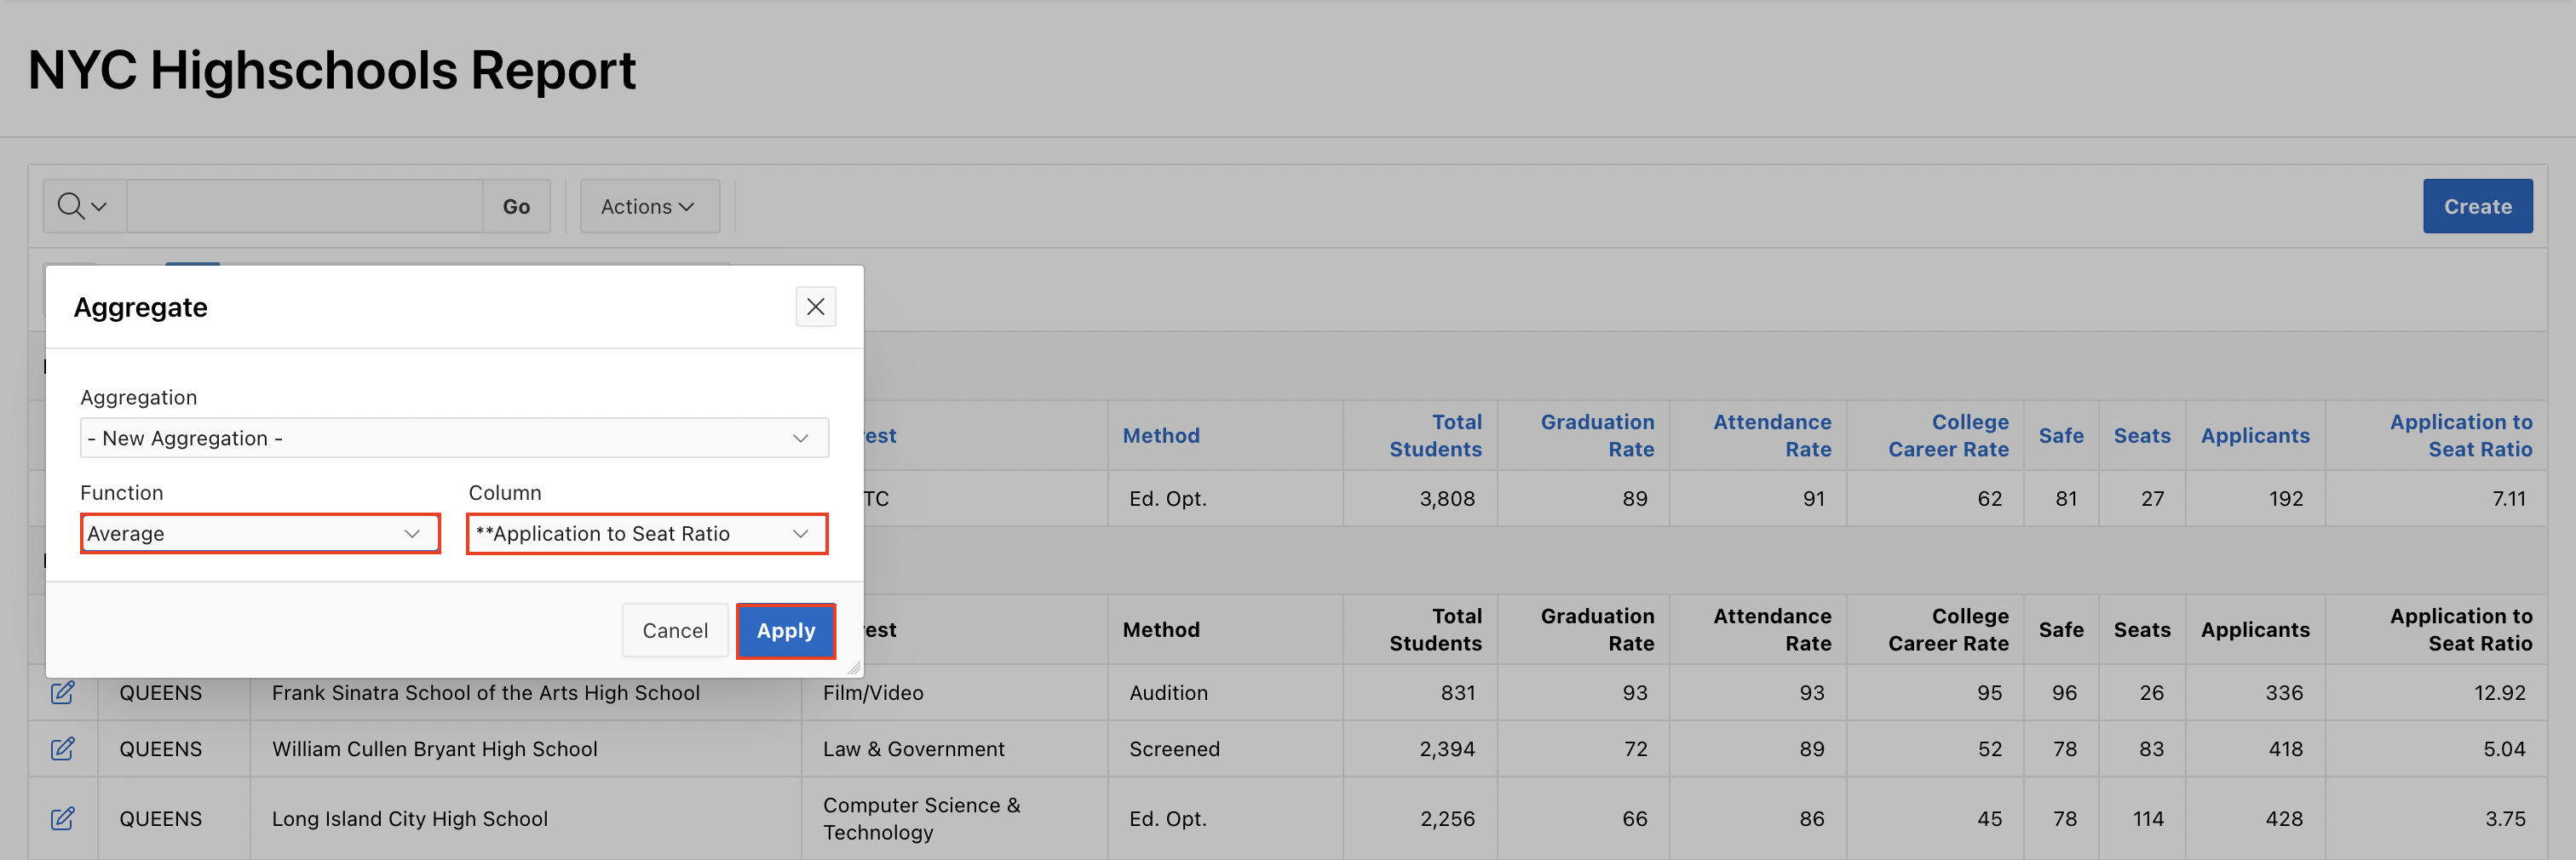 NYC Highschools Report
Go
Actions
Create
Aggregate
Aggregation
- New Aggregation -
Function
Column
Average
**Application to Seat Ratio
Cancel
Apply
Method
Total
Students
Graduation
Rate
Attendance
Rate
College
Career Rate
Safe
Seats
Applicants
Application to
Seat Ratio
Ed. Opt.
3,808
89
91
62
81
27
192
7.11
Method
Total
Students
Graduation
Rate
Attendance
Rate
College
Career Rate
Safe
Seats
Applicants
Application to
Seat Ratio
QUEENS
Frank Sinatra School of the Arts High School
Film/Video
Audition
831
93
93
95
96
26
336
12.92
QUEENS
William Cullen Bryant High School
Law & Government
Screened
2,394
72
89
52
78
83
418
5.04
QUEENS
Long Island City High School
Computer Science &
Technology
Ed. Opt.
2,256
66
86
45
78
114
428
3.75